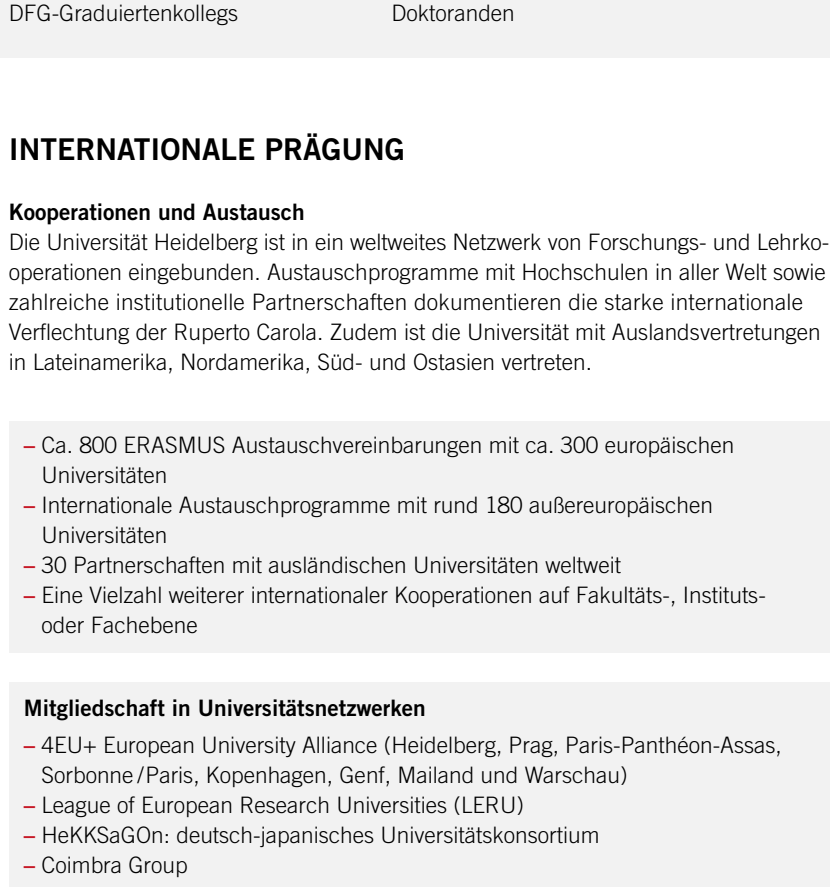 DFG-Graduiertenkollegs Doktoranden
INTERNATIONALE PRÄGUNG
Kooperationen und Austausch
Die Universität Heidelberg ist in ein weltweites Netzwerk von Forschungs- und Lehrko-
operationen eingebunden. Austauschprogramme mit Hochschulen in aller Welt sowie
zahlreiche institutionelle Partnerschaften dokumentieren die starke internationale
Verflechtung der Ruperto Carola. Zudem ist die Universität mit Auslandsvertretungen
in Lateinamerika, Nordamerika, Süd- und Ostasien vertreten.
– Ca. 800 ERASMUS Austauschvereinbarungen mit ca. 300 europäischen
Universitäten
– Internationale Austauschprogramme mit rund 180 außereuropäischen
Universitäten
– 30 Partnerschaften mit ausländischen Universitäten weltweit
– Eine Vielzahl weiterer internationaler Kooperationen auf Fakultäts-, Instituts-
oder Fachebene
Mitgliedschaft in Universitätsnetzwerken
– 4EU+ European University Alliance (Heidelberg, Prag, Paris-Panthéon-Assas,
Sorbonne/Paris, Kopenhagen, Genf, Mailand und Warschau)
– League of European Research Universities (LERU)
– HeKKSaGOn: deutsch-japanisches Universitätskonsortium
– Coimbra Group